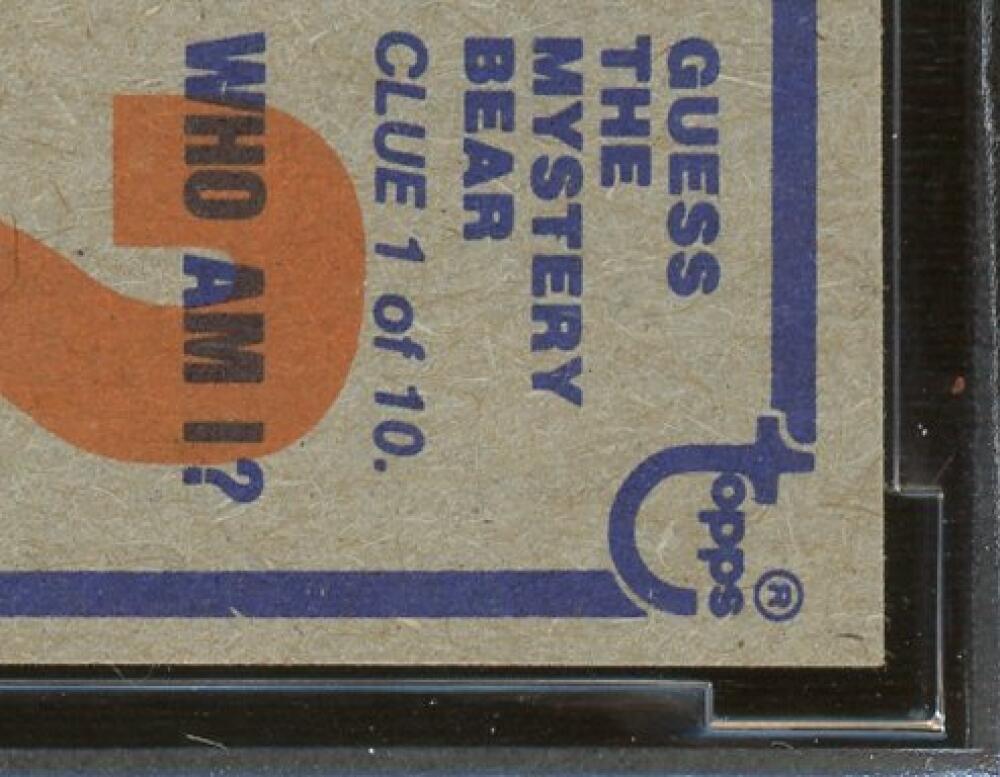 topps®
GUESS
THE
MYSTERY
BEAR
CLUE 1 of 10.
WHO AM I?